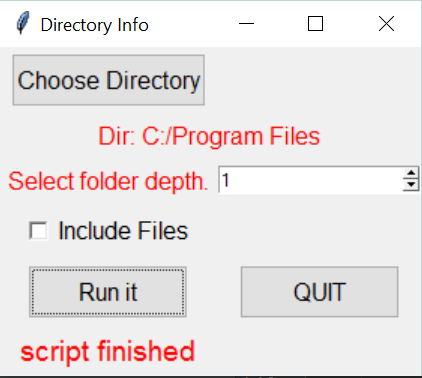 Directory Info
Choose Directory
Dir: C:/Program Files
Select folder depth. 1
Include Files
Run it QUIT
script finished